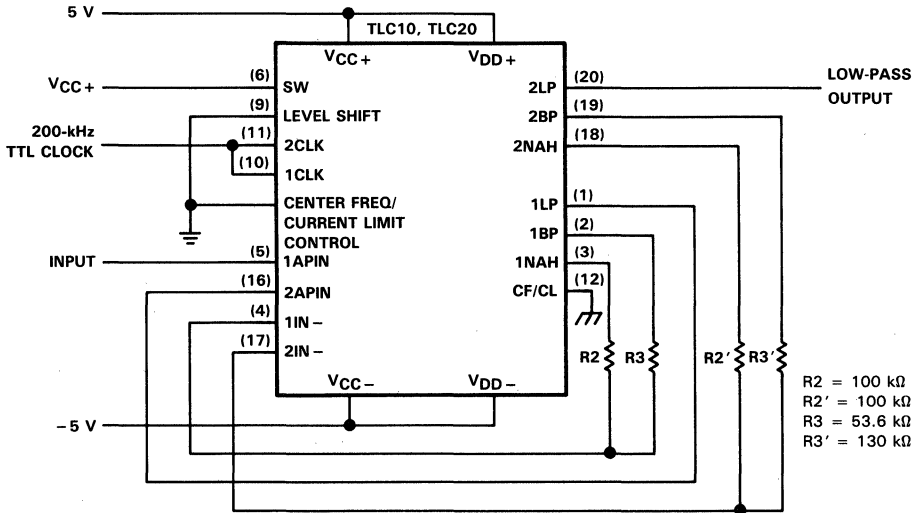 5 V
TLC10, TLC20
VCC+
VDD+
VCC+
(6)
SW
(9)
LEVEL SHIFT
200-kHz
TTL CLOCK
(11)
2CLK
(10)
1CLK
CENTER FREQ/
CURRENT LIMIT
CONTROL
INPUT
(5)
1APIN
(16)
2APIN
(4)
1IN−
(17)
2IN−
VCC−
VDD−
−5 V
2LP
(20)
LOW-PASS
OUTPUT
2BP
(19)
2NAH
(18)
1LP
(1)
1BP
(2)
1NAH
(3)
CF/CL
(12)
R2
R3
R2'
R3'
R2 = 100 kΩ
R2' = 100 kΩ
R3 = 53.6 kΩ
R3' = 130 kΩ